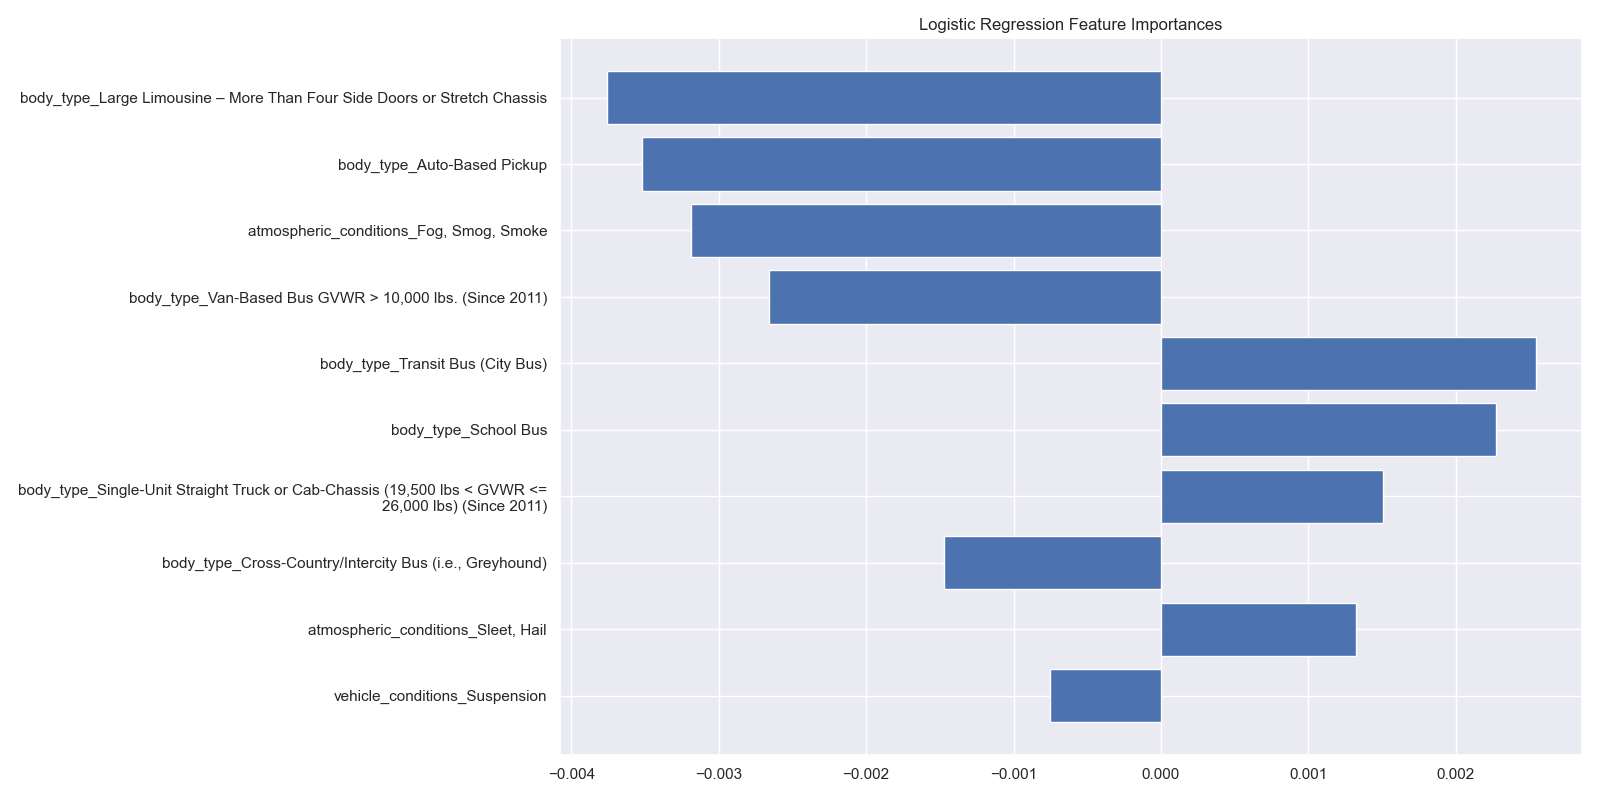 Logistic Regression Feature Importances
body_type_Large Limousine – More Than Four Side Doors or Stretch Chassis
body_type_Auto-Based Pickup
atmospheric_conditions_Fog, Smog, Smoke
body_type_Van-Based Bus GVWR > 10,000 lbs. (Since 2011)
body_type_Transit Bus (City Bus)
body_type_School Bus
body_type_Single-Unit Straight Truck or Cab-Chassis (19,500 lbs < GVWR <=
26,000 lbs) (Since 2011)
body_type_Cross-Country/Intercity Bus (i.e., Greyhound)
atmospheric_conditions_Sleet, Hail
vehicle_conditions_Suspension
−0.004 −0.003 −0.002 −0.001 0.000 0.001 0.002